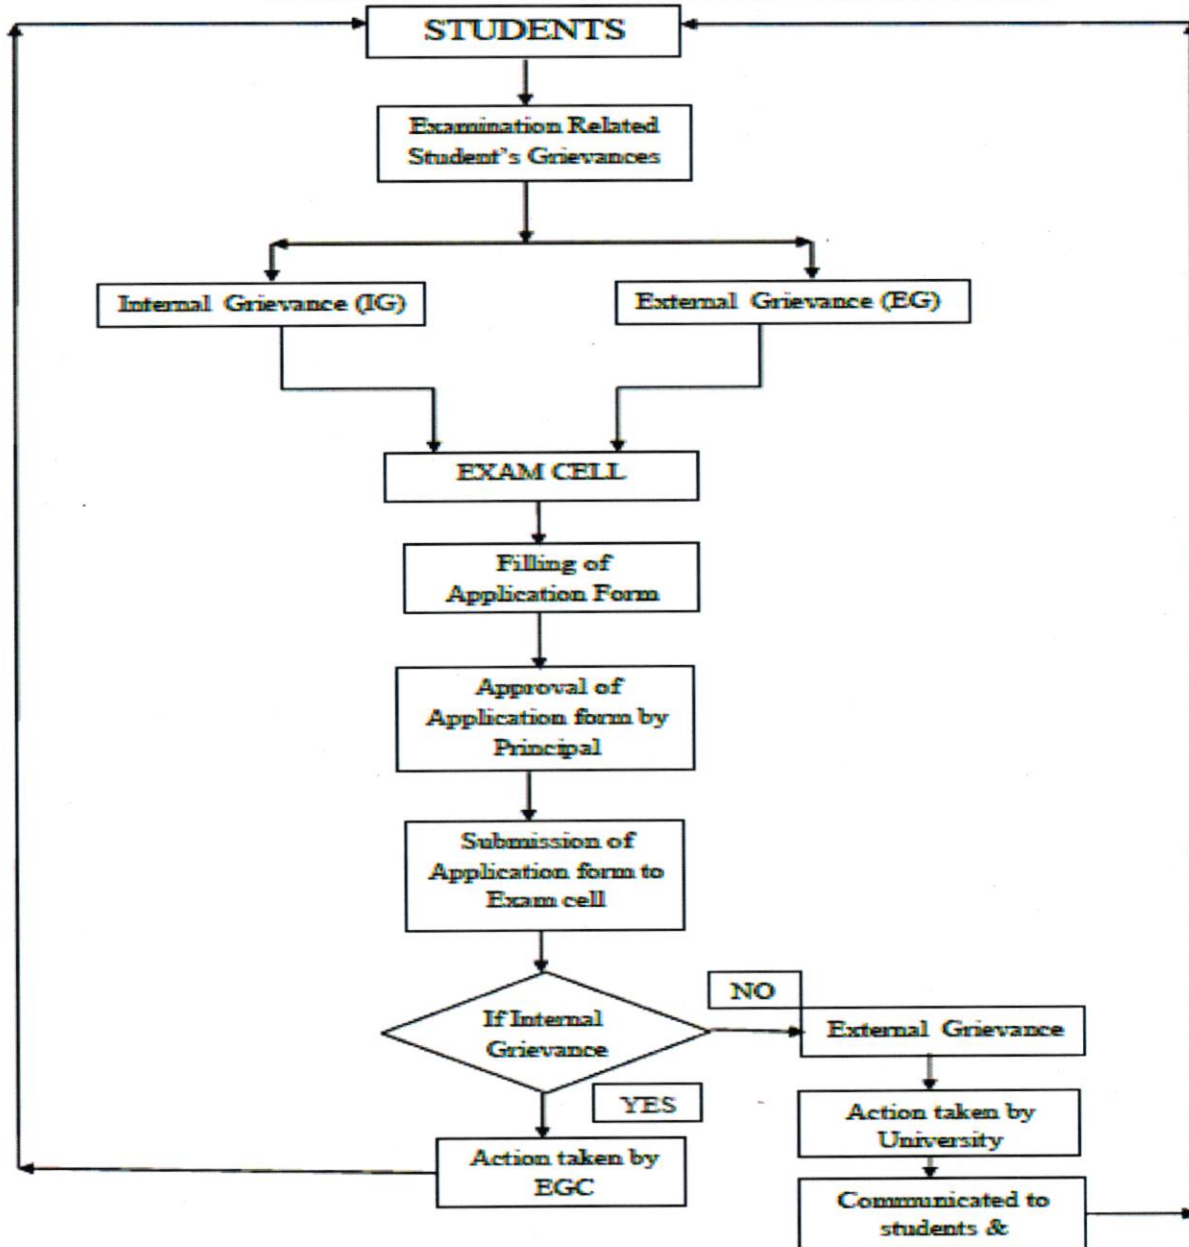 STUDENTS
Examination Related
Student's Grievances
Internal Grievance (IG)
External Grievance (EG)
EXAM CELL
Filling of
Application Form
Approval of
Application form by
Principal
Submission of
Application form to
Exam cell
If Internal
Grievance
NO
External Grievance
YES
Action taken by
University
Action taken by
EGC
Communicated to
students &